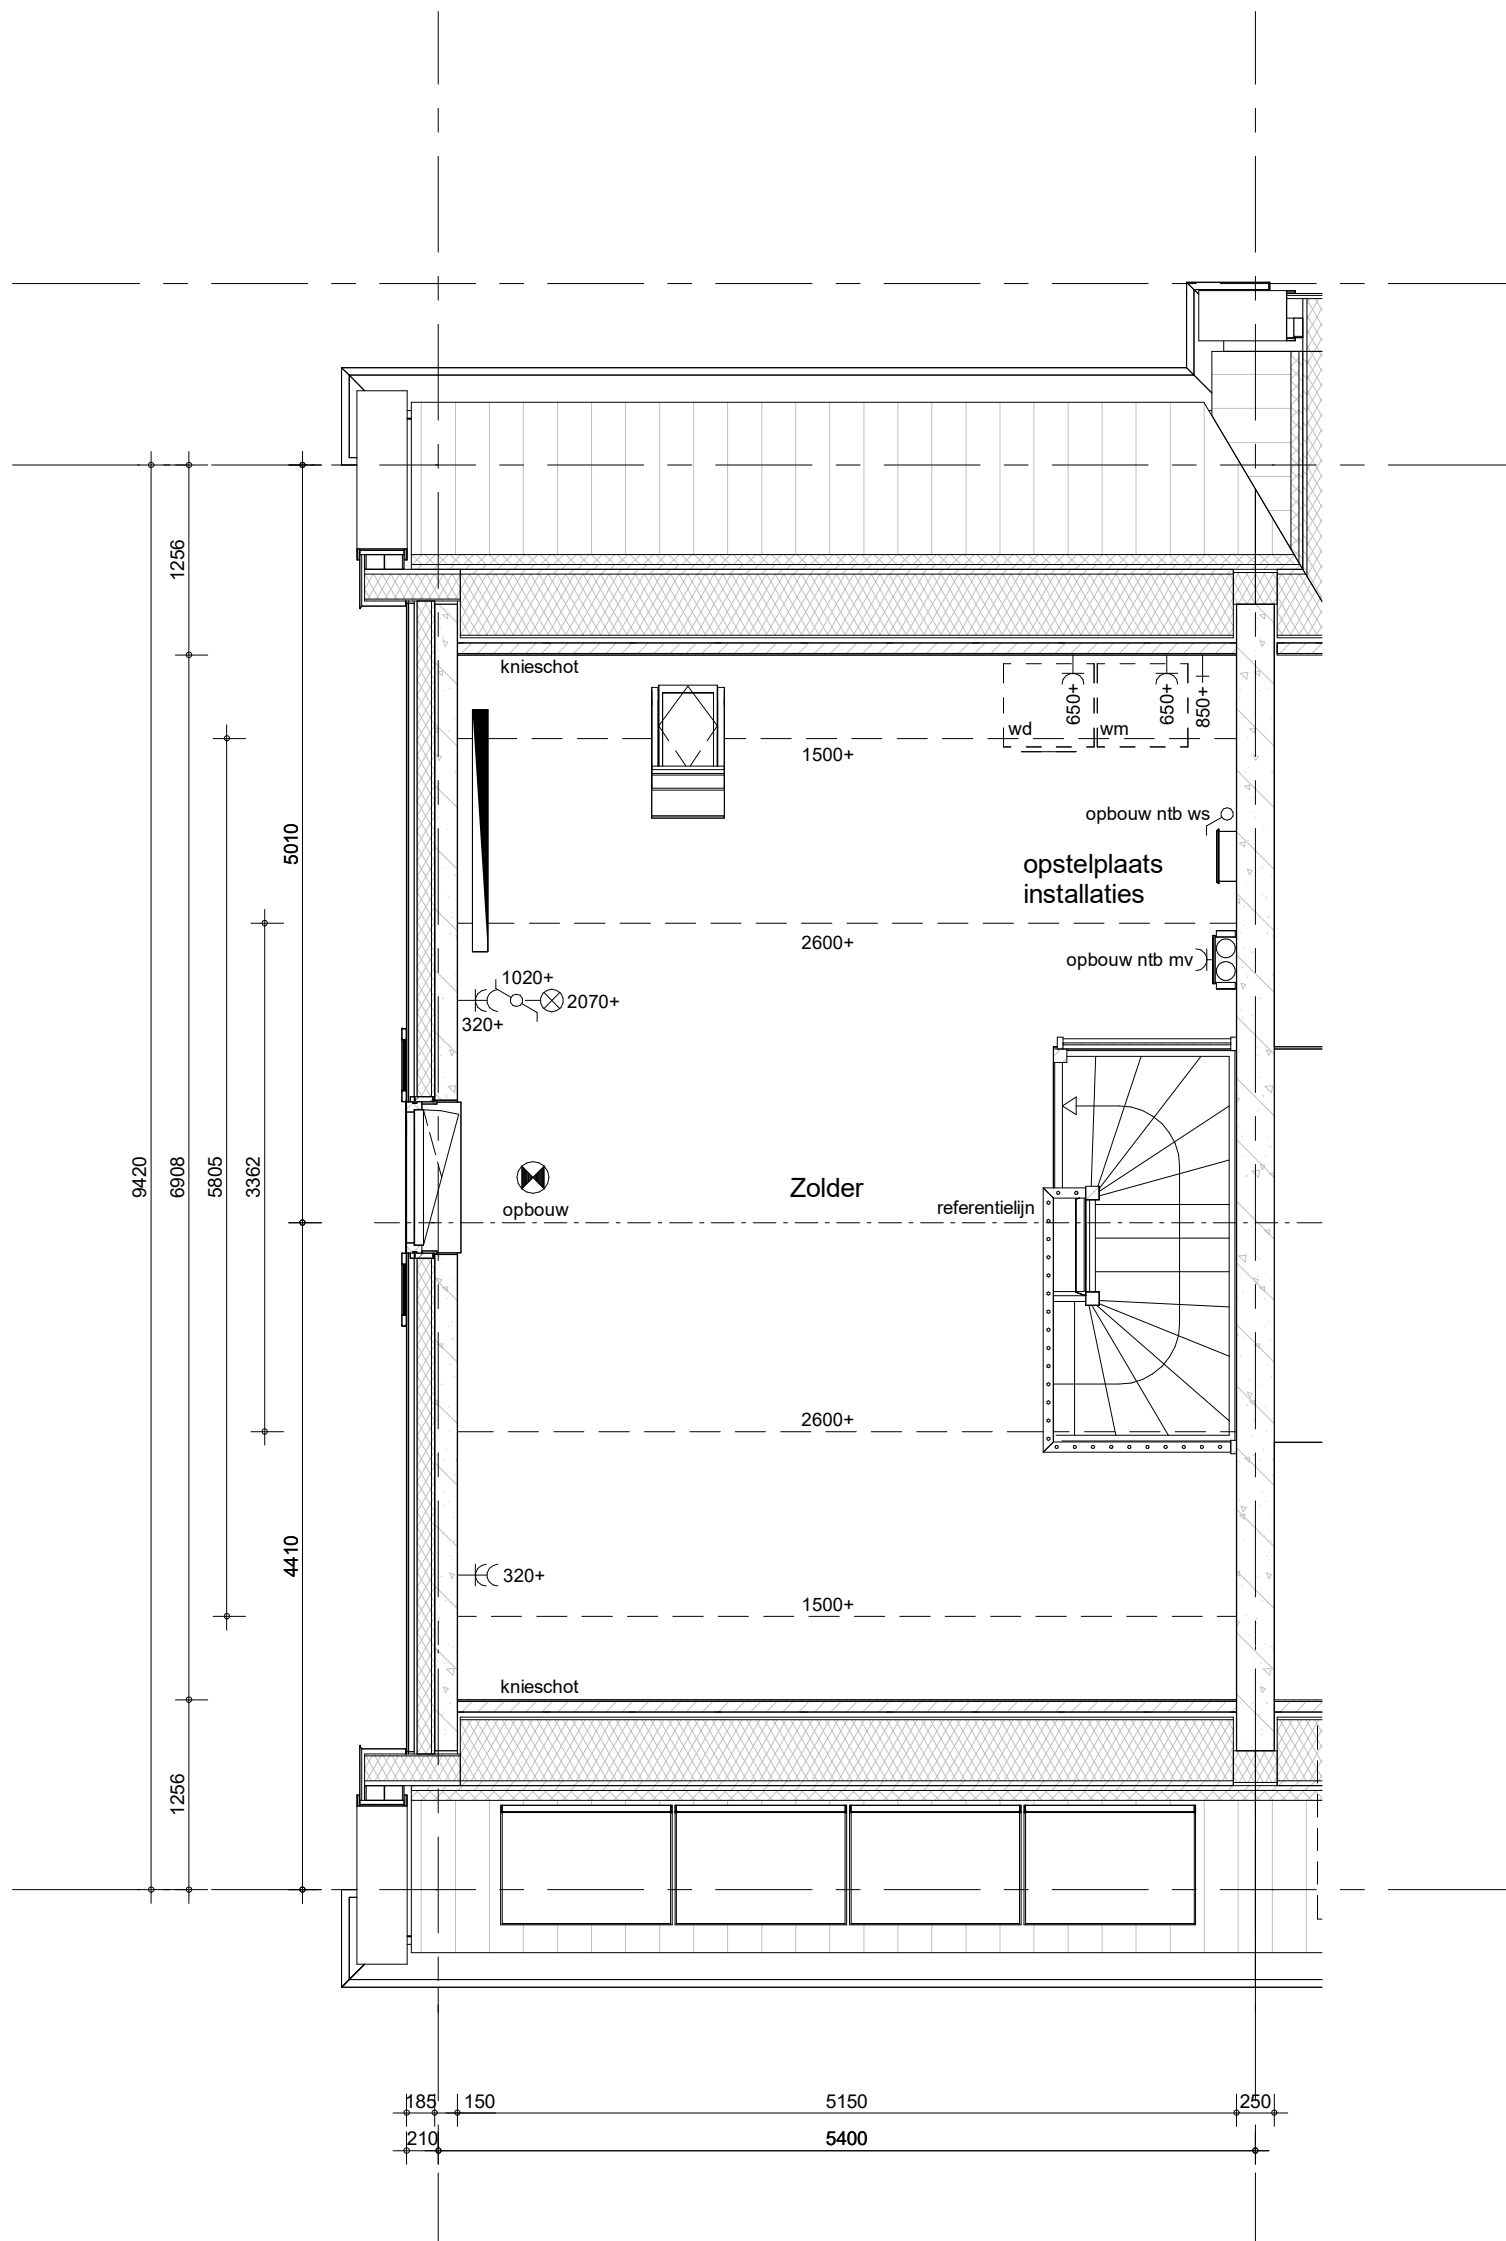 1256
knieschot
650+
650+
850+
wd
wm
1500+
opbouw ntb ws
5010
opstelplaats
installaties
2600+
opbouw ntb mv
1020+
2070+
320+
9420
6908
5805
3362
Zolder
opbouw
referentielijn
2600+
4410
320+
1500+
knieschot
1256
185
150
5150
250
210
5400